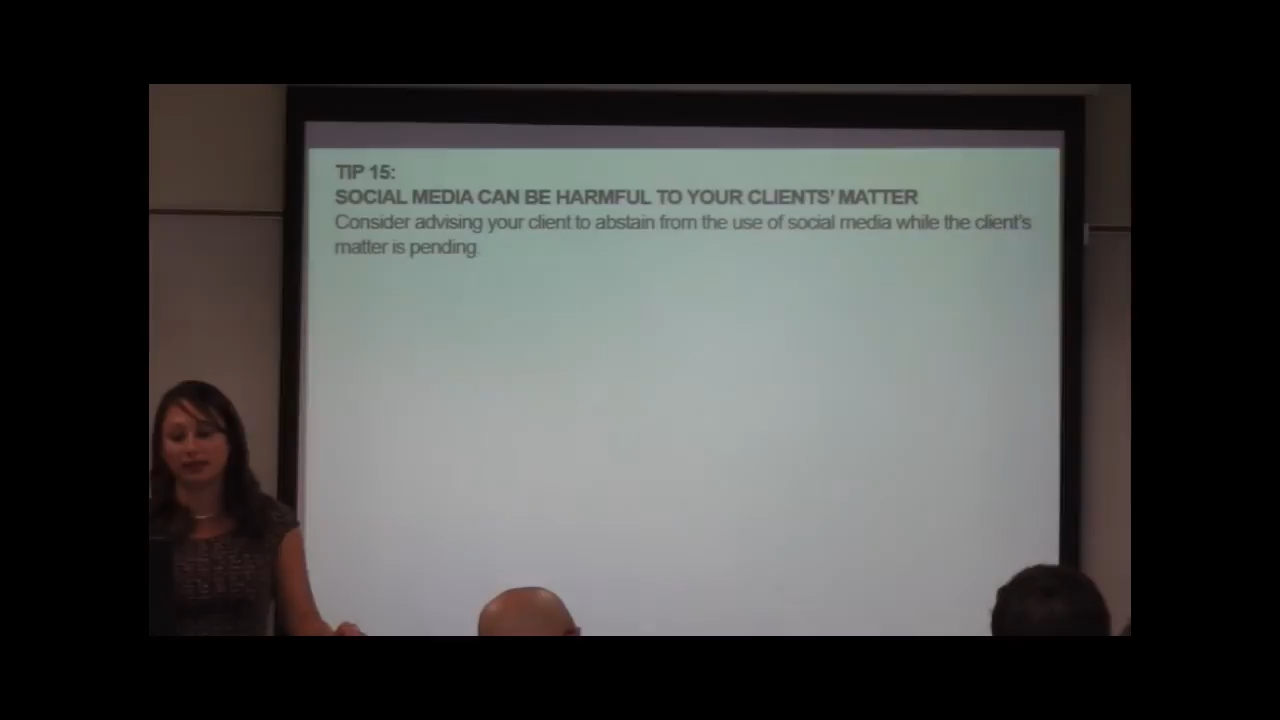 TIP 15:
SOCIAL MEDIA CAN BE HARMFUL TO YOUR CLIENTS' MATTER
Consider advising your client to abstain from the use of social media while the client's
matter is pending.